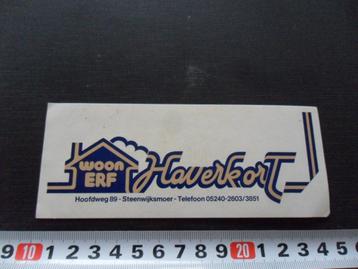 woon
ERF
Haverkort
Hoofdweg 89 - Steenwijksmoer - Telefoon 05240-2603/3851
9 10 1 2 3 4 5 6 7 8 9 20 1 2 3 4 5